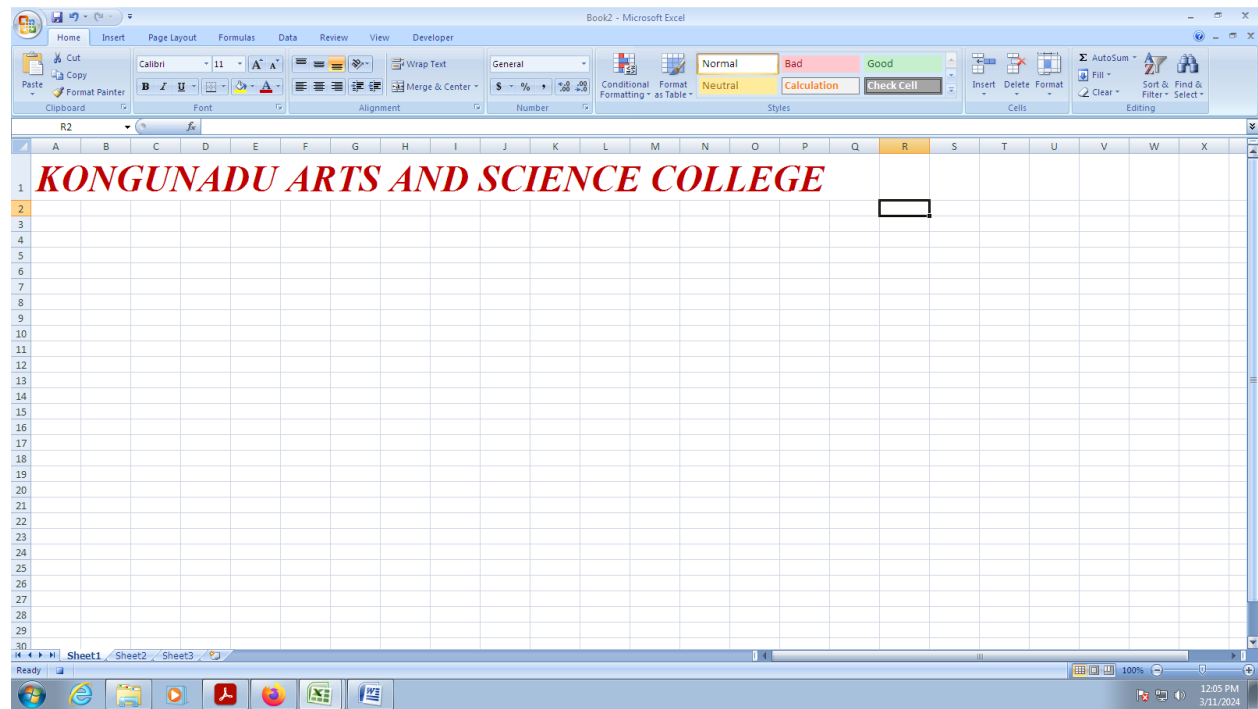 Book2 - Microsoft Excel
Home Insert Page Layout Formulas Data Review View Developer
Cut
Copy
Format Painter
Paste
Clipboard
Calibri 11
B I U
Font
Wrap Text
Merge & Center
Alignment
General
$ % ,
Number
Conditional Formatting
Format as Table
Normal Bad Good
Neutral Calculation Check Cell
Styles
Insert Delete Format
Cells
Σ AutoSum
Fill
Clear
Sort & Filter
Find & Select
Editing
R2 fx
A B C D E F G H I J K L M N O P Q R S T U V W X
1 KONGUNADU ARTS AND SCIENCE COLLEGE
2
3
4
5
6
7
8
9
10
11
12
13
14
15
16
17
18
19
20
21
22
23
24
25
26
27
28
29
30
Sheet1 Sheet2 Sheet3
Ready 100%
12:05 PM
3/11/2024